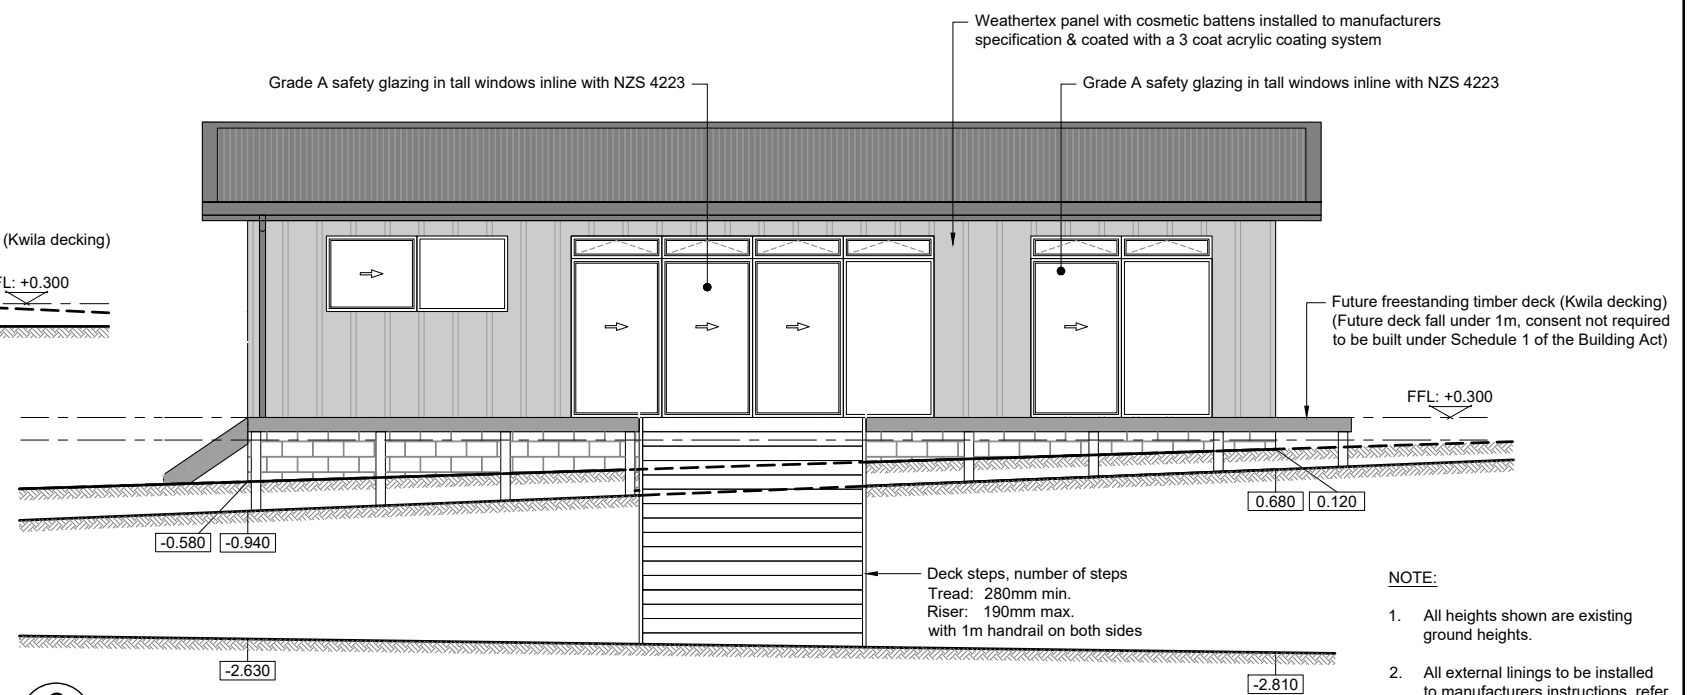 Weathertex panel with cosmetic battens installed to manufacturers
specification & coated with a 3 coat acrylic coating system
Grade A safety glazing in tall windows inline with NZS 4223
Grade A safety glazing in tall windows inline with NZS 4223
(Kwila decking)
FL: +0.300
Future freestanding timber deck (Kwila decking)
(Future deck fall under 1m, consent not required
to be built under Schedule 1 of the Building Act)
FFL: +0.300
0.680 0.120
-0.580 -0.940
Deck steps, number of steps
Tread: 280mm min.
Riser: 190mm max.
with 1m handrail on both sides
NOTE:
1. All heights shown are existing
ground heights.
2. All external linings to be installed
to manufacturers instructions, refer
-2.630
-2.810